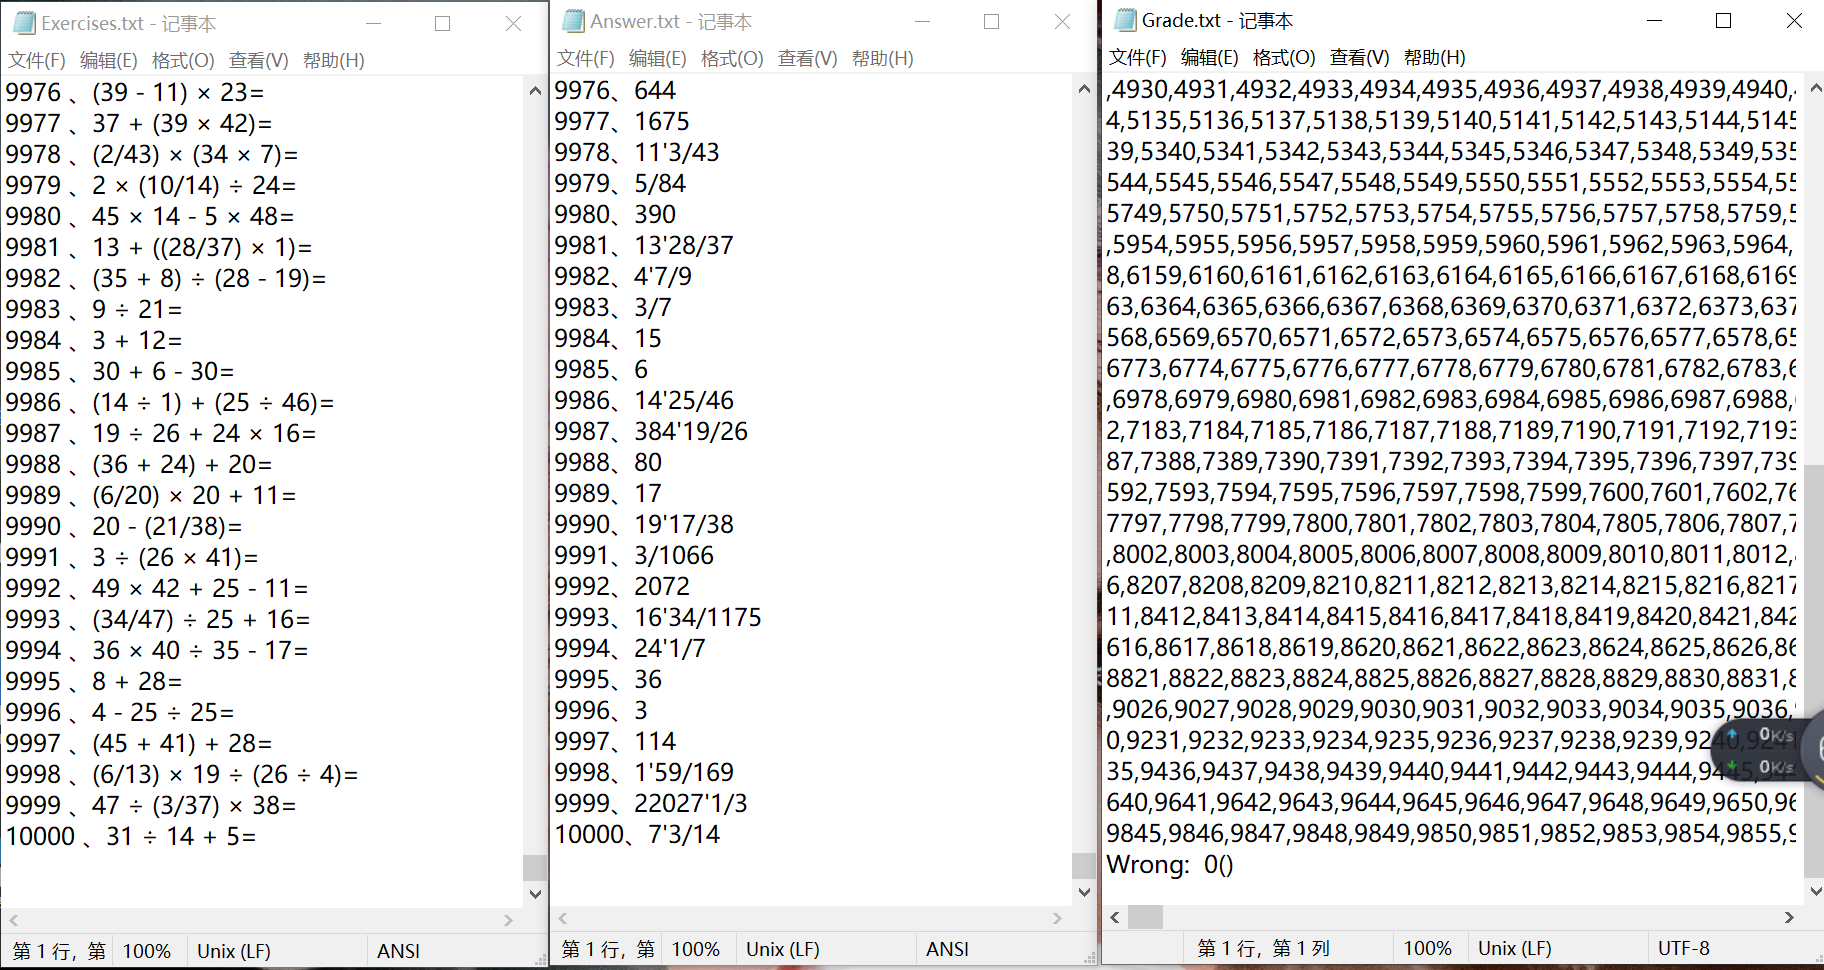 Exercises.txt - 记事本
文件(F) 编辑(E) 格式(O) 查看(V) 帮助(H)
9976 、(39 - 11) × 23=
9977 、37 + (39 × 42)=
9978 、(2/43) × (34 × 7)=
9979 、2 × (10/14) ÷ 24=
9980 、45 × 14 - 5 × 48=
9981 、13 + ((28/37) × 1)=
9982 、(35 + 8) ÷ (28 - 19)=
9983 、9 ÷ 21=
9984 、3 + 12=
9985 、30 + 6 - 30=
9986 、(14 ÷ 1) + (25 ÷ 46)=
9987 、19 ÷ 26 + 24 × 16=
9988 、(36 + 24) + 20=
9989 、(6/20) × 20 + 11=
9990 、20 - (21/38)=
9991 、3 ÷ (26 × 41)=
9992 、49 × 42 + 25 - 11=
9993 、(34/47) ÷ 25 + 16=
9994 、36 × 40 ÷ 35 - 17=
9995 、8 + 28=
9996 、4 - 25 ÷ 25=
9997 、(45 + 41) + 28=
9998 、(6/13) × 19 ÷ (26 ÷ 4)=
9999 、47 ÷ (3/37) × 38=
10000 、31 ÷ 14 + 5=
第 1 行，第 100% Unix (LF) ANSI
Answer.txt - 记事本
文件(F) 编辑(E) 格式(O) 查看(V) 帮助(H)
9976、644
9977、1675
9978、11'3/43
9979、5/84
9980、390
9981、13'28/37
9982、4'7/9
9983、3/7
9984、15
9985、6
9986、14'25/46
9987、384'19/26
9988、80
9989、17
9990、19'17/38
9991、3/1066
9992、2072
9993、16'34/1175
9994、24'1/7
9995、36
9996、3
9997、114
9998、1'59/169
9999、22027'1/3
10000、7'3/14
第 1 行，第 100% Unix (LF) ANSI
Grade.txt - 记事本
文件(F) 编辑(E) 格式(O) 查看(V) 帮助(H)
,4930,4931,4932,4933,4934,4935,4936,4937,4938,4939,4940,
4,5135,5136,5137,5138,5139,5140,5141,5142,5143,5144,5145
39,5340,5341,5342,5343,5344,5345,5346,5347,5348,5349,535
544,5545,5546,5547,5548,5549,5550,5551,5552,5553,5554,55
5749,5750,5751,5752,5753,5754,5755,5756,5757,5758,5759,5
,5954,5955,5956,5957,5958,5959,5960,5961,5962,5963,5964,
8,6159,6160,6161,6162,6163,6164,6165,6166,6167,6168,6169
63,6364,6365,6366,6367,6368,6369,6370,6371,6372,6373,637
568,6569,6570,6571,6572,6573,6574,6575,6576,6577,6578,65
6773,6774,6775,6776,6777,6778,6779,6780,6781,6782,6783,6
,6978,6979,6980,6981,6982,6983,6984,6985,6986,6987,6988,
2,7183,7184,7185,7186,7187,7188,7189,7190,7191,7192,7193
87,7388,7389,7390,7391,7392,7393,7394,7395,7396,7397,739
592,7593,7594,7595,7596,7597,7598,7599,7600,7601,7602,76
7797,7798,7799,7800,7801,7802,7803,7804,7805,7806,7807,7
,8002,8003,8004,8005,8006,8007,8008,8009,8010,8011,8012,
6,8207,8208,8209,8210,8211,8212,8213,8214,8215,8216,8217
11,8412,8413,8414,8415,8416,8417,8418,8419,8420,8421,842
616,8617,8618,8619,8620,8621,8622,8623,8624,8625,8626,86
8821,8822,8823,8824,8825,8826,8827,8828,8829,8830,8831,8
,9026,9027,9028,9029,9030,9031,9032,9033,9034,9035,9036,
0,9231,9232,9233,9234,9235,9236,9237,9238,9239,9240,9241
35,9436,9437,9438,9439,9440,9441,9442,9443,9444,9445,
640,9641,9642,9643,9644,9645,9646,9647,9648,9649,9650,96
9845,9846,9847,9848,9849,9850,9851,9852,9853,9854,9855,9
Wrong: 0()
0K/s
0K/s
第 1 行，第 1 列 100% Unix (LF) UTF-8